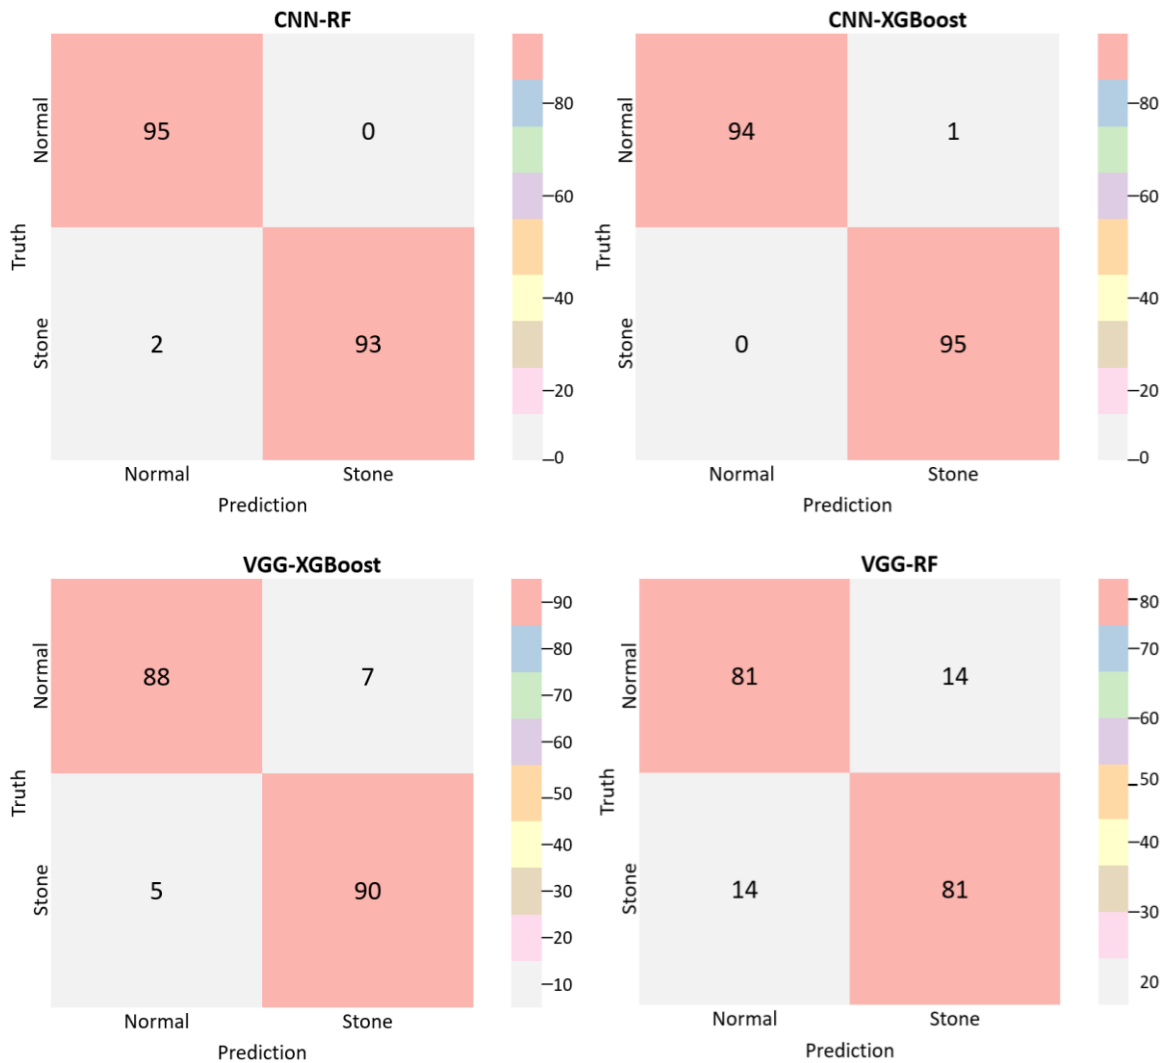 CNN-RF
Normal
95
0
80
60
Truth
40
Stone
2
93
20
0
Normal
Stone
Prediction
CNN-XGBoost
Normal
94
1
80
60
Truth
40
Stone
0
95
20
0
Normal
Stone
Prediction
VGG-XGBoost
90
Normal
88
7
80
70
60
Truth
50
40
Stone
5
90
30
20
10
Normal
Stone
Prediction
VGG-RF
80
Normal
81
14
70
60
Truth
50
40
Stone
14
81
30
20
Normal
Stone
Prediction